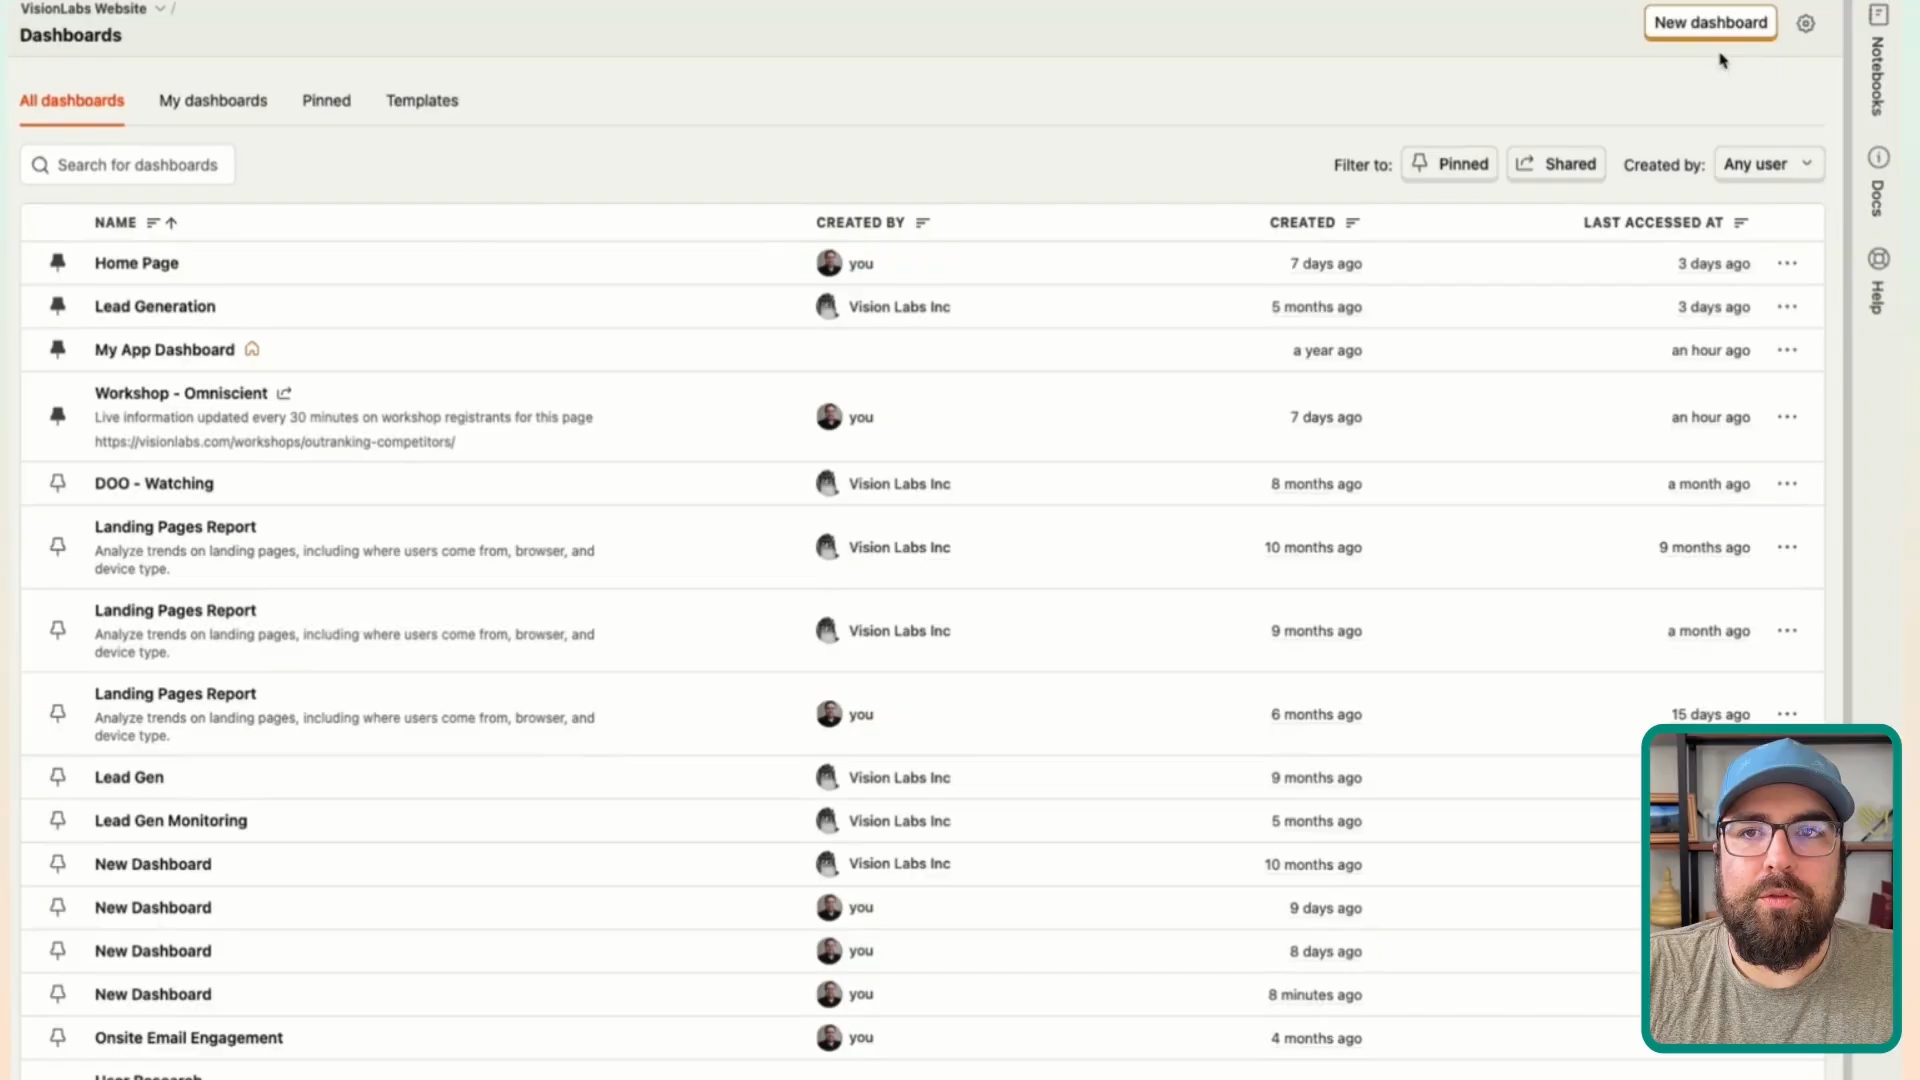 VisionLabs Website /
Dashboards
New dashboard
All dashboards My dashboards Pinned Templates
Search for dashboards
Filter to: Pinned Shared Created by: Any user
NAME CREATED BY CREATED LAST ACCESSED AT
Home Page you 7 days ago 3 days ago
Lead Generation Vision Labs Inc 5 months ago 3 days ago
My App Dashboard a year ago an hour ago
Workshop - Omniscient
Live information updated every 30 minutes on workshop registrants for this page
https://visionlabs.com/workshops/outranking-competitors/
you 7 days ago an hour ago
DOO - Watching Vision Labs Inc 8 months ago a month ago
Landing Pages Report
Analyze trends on landing pages, including where users come from, browser, and
device type.
Vision Labs Inc 10 months ago 9 months ago
Landing Pages Report
Analyze trends on landing pages, including where users come from, browser, and
device type.
Vision Labs Inc 9 months ago a month ago
Landing Pages Report
Analyze trends on landing pages, including where users come from, browser, and
device type.
you 6 months ago 15 days ago
Lead Gen Vision Labs Inc 9 months ago
Lead Gen Monitoring Vision Labs Inc 5 months ago
New Dashboard Vision Labs Inc 10 months ago
New Dashboard you 9 days ago
New Dashboard you 8 days ago
New Dashboard you 8 minutes ago
Onsite Email Engagement you 4 months ago
User Research
Notebooks
Docs
Help